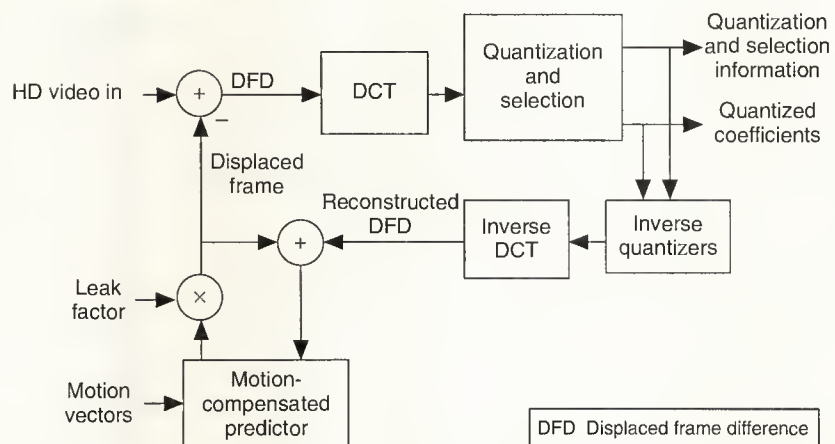 Quantization
and selection
information
Quantization
and
selection
DFD
DCT
HD video in
+
−
Quantized
coefficients
Displaced
frame
Reconstructed
DFD
+
Inverse
DCT
Inverse
quantizers
Leak
factor
×
Motion
vectors
Motion-
compensated
predictor
DFD Displaced frame difference